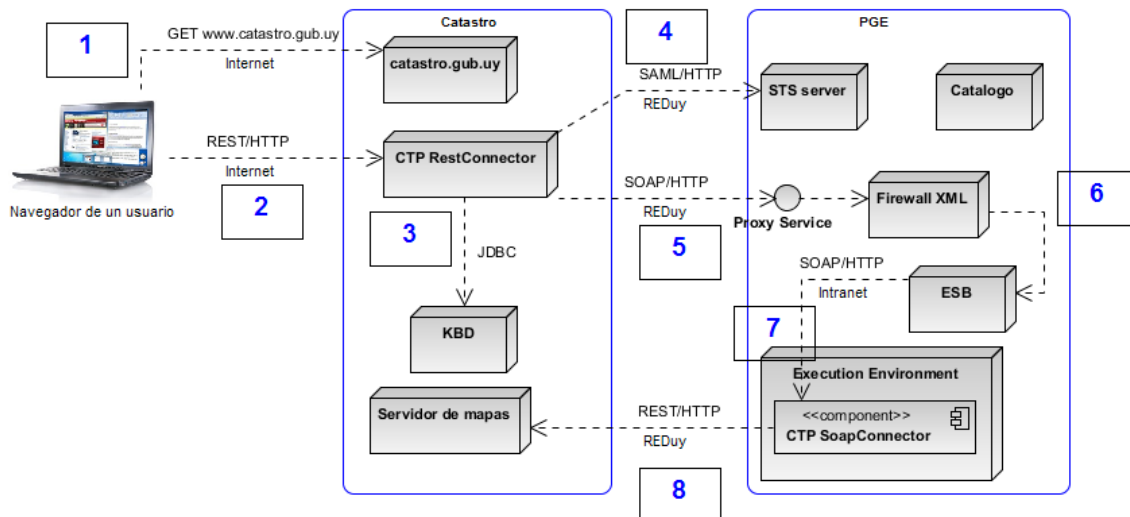 Catastro
PGE
1
GET www.catastro.gub.uy
Internet
catastro.gub.uy
4
SAML/HTTP
REDuy
STS server
Catalogo
REST/HTTP
Internet
2
Navegador de un usuario
CTP RestConnector
3
JDBC
SOAP/HTTP
REDuy
5
Proxy Service
Firewall XML
6
SOAP/HTTP
Intranet
ESB
KBD
7
Execution Environment
<<component>>
CTP SoapConnector
Servidor de mapas
REST/HTTP
REDuy
8